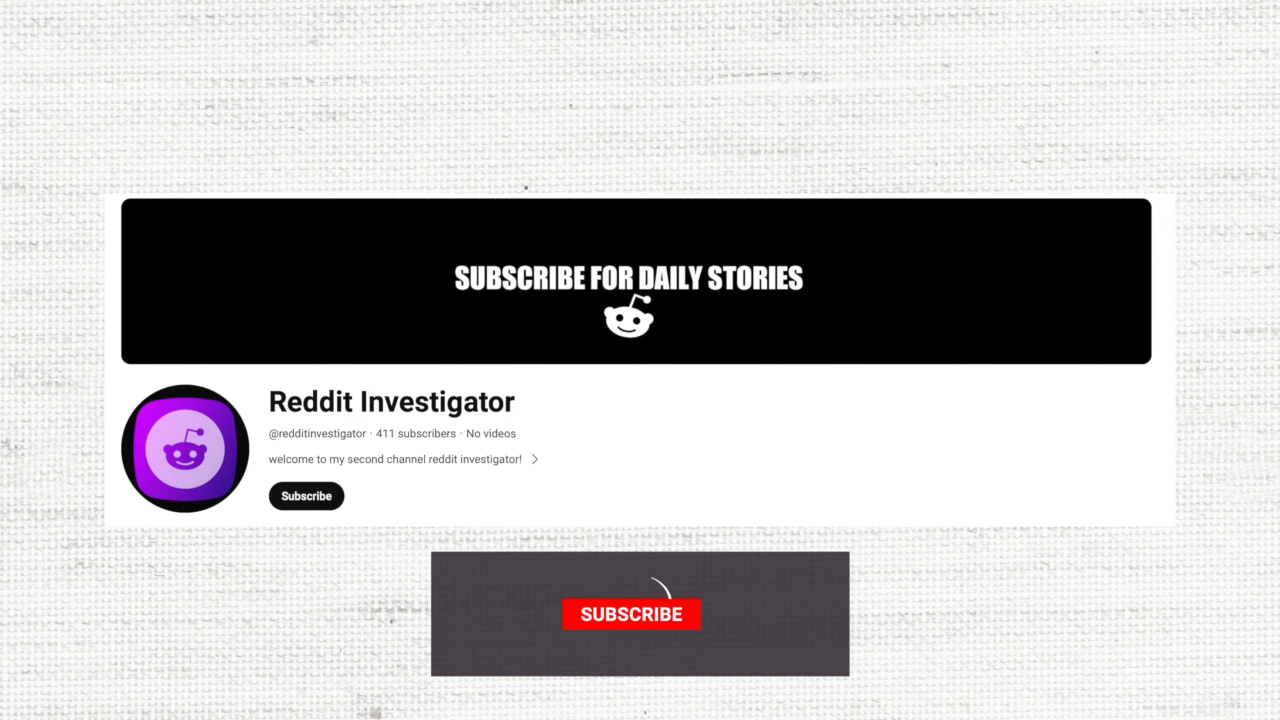 SUBSCRIBE FOR DAILY STORIES
Reddit Investigator
@redditinvestigator · 411 subscribers · No videos
welcome to my second channel reddit investigator!
Subscribe
SUBSCRIBE